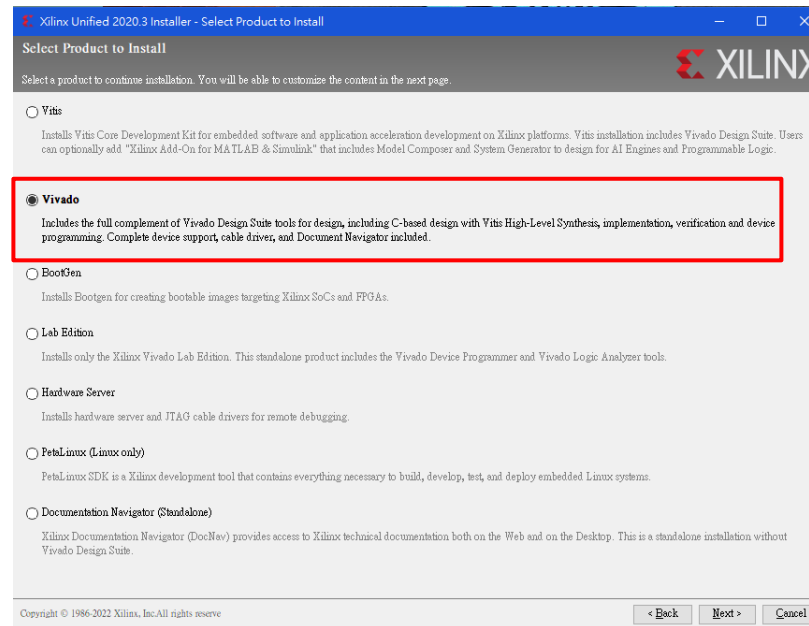 Xilinx Unified 2020.3 Installer - Select Product to Install
Select Product to Install
Select a product to continue installation. You will be able to customize the content in the next page.
XILINX
Vitis
Installs Vitis Core Development Kit for embedded software and application acceleration development on Xilinx platforms. Vitis installation includes Vivado Design Suite. Users
can optionally add "Xilinx Add-On for MATLAB & Simulink" that includes Model Composer and System Generator to design for AI Engines and Programmable Logic.
Vivado
Includes the full complement of Vivado Design Suite tools for design, including C-based design with Vitis High-Level Synthesis, implementation, verification and device
programming. Complete device support, cable driver, and Document Navigator included.
BootGen
Installs Bootgen for creating bootable images targeting Xilinx SoCs and FPGAs.
Lab Edition
Installs only the Xilinx Vivado Lab Edition. This standalone product includes the Vivado Device Programmer and Vivado Logic Analyzer tools.
Hardware Server
Installs hardware server and JTAG cable drivers for remote debugging.
PetaLinux (Linux only)
PetaLinux SDK is a Xilinx development tool that contains everything necessary to build, develop, test, and deploy embedded Linux systems.
Documentation Navigator (Standalone)
Xilinx Documentation Navigator (DocNav) provides access to Xilinx technical documentation both on the Web and on the Desktop. This is a standalone installation without
Vivado Design Suite.
Copyright © 1986-2022 Xilinx, Inc.All rights reserve
< Back
Next >
Cancel